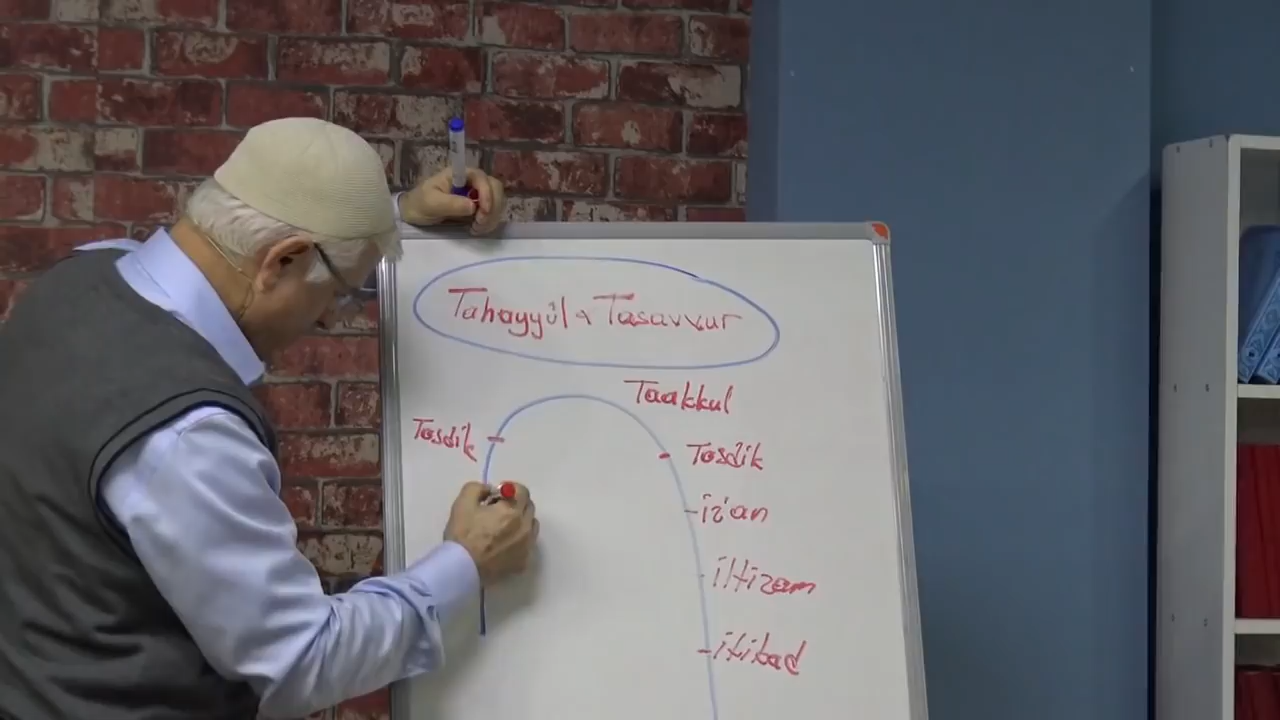 Tahayyül & Tasavvur
Taakkul
Tasdik
Tasdik
iz'an
iltizam
itikad